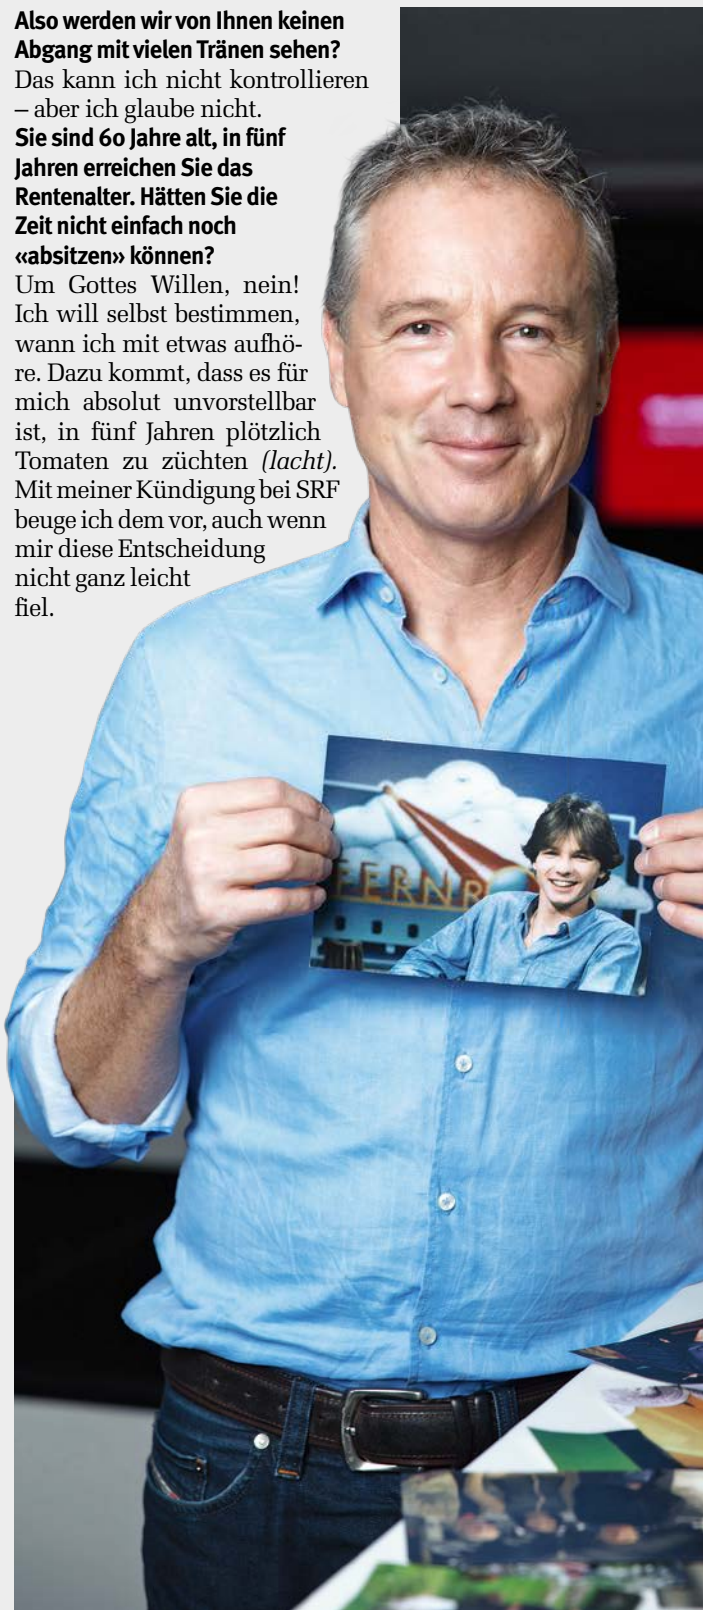 Also werden wir von Ihnen keinen
Abgang mit vielen Tränen sehen?
Das kann ich nicht kontrollieren
– aber ich glaube nicht.
Sie sind 60 Jahre alt, in fünf
Jahren erreichen Sie das
Rentenalter. Hätten Sie die
Zeit nicht einfach noch
«absitzen» können?
Um Gottes Willen, nein!
Ich will selbst bestimmen,
wann ich mit etwas aufhö-
re. Dazu kommt, dass es für
mich absolut unvorstellbar
ist, in fünf Jahren plötzlich
Tomaten zu züchten (lacht).
Mit meiner Kündigung bei SRF
beuge ich dem vor, auch wenn
mir diese Entscheidung
nicht ganz leicht
fiel.
FERNR